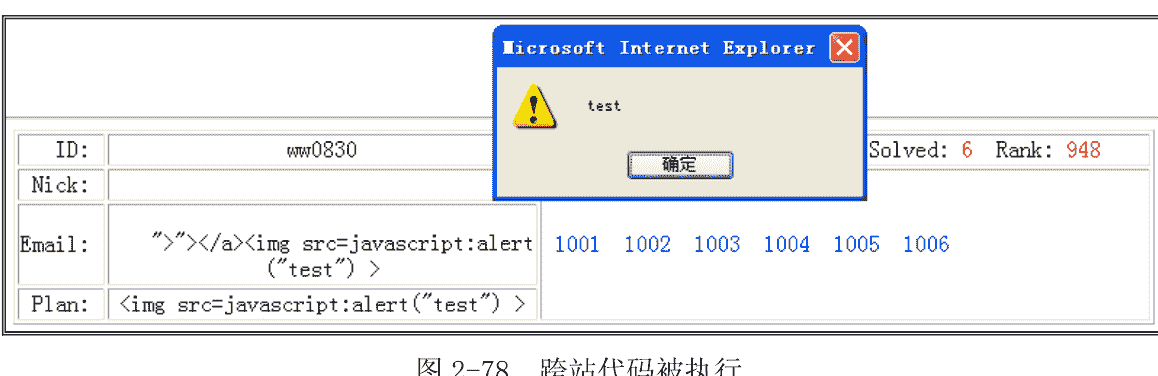 Microsoft Internet Explorer
test
确定
ID: ww0830 Solved: 6 Rank: 948
Nick:
Email: ">"></a><img src=javascript:alert 1001 1002 1003 1004 1005 1006
("test") >
Plan: <img src=javascript:alert("test") >
图 2-78 跨站代码被执行